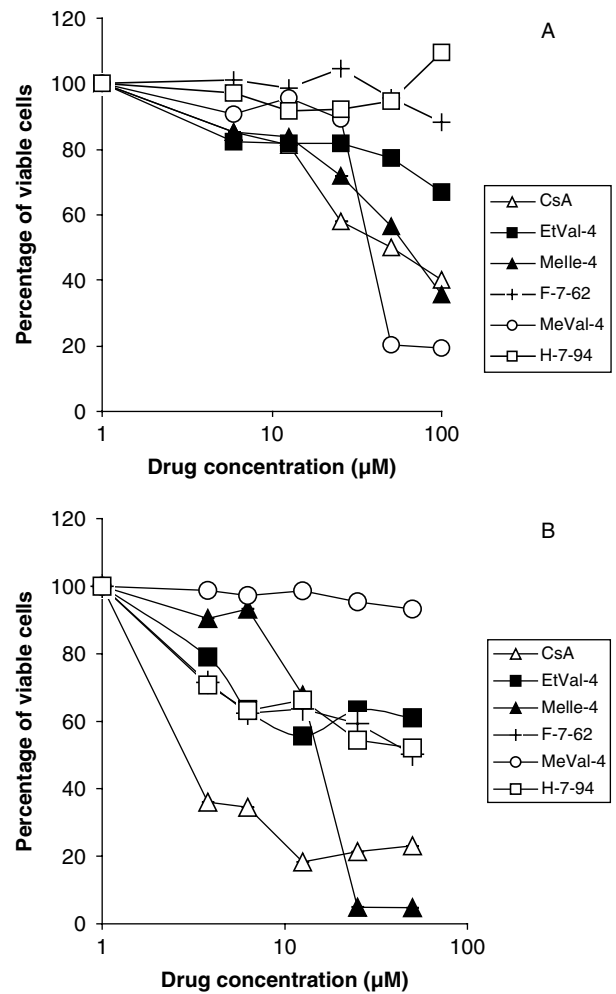 A
120
100
80
60
40
20
0
Percentage of viable cells
1
10
100
Drug concentration (µM)
CsA
EtVal-4
MeIle-4
F-7-62
MeVal-4
H-7-94
B
120
100
80
60
40
20
0
Percentage of viable cells
1
10
100
Drug concentration (µM)
CsA
EtVal-4
MeIle-4
F-7-62
MeVal-4
H-7-94